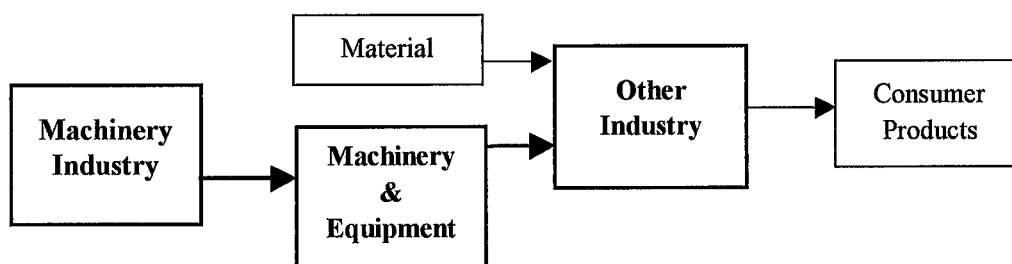 Material
Machinery
Industry
Machinery
&
Equipment
Other
Industry
Consumer
Products